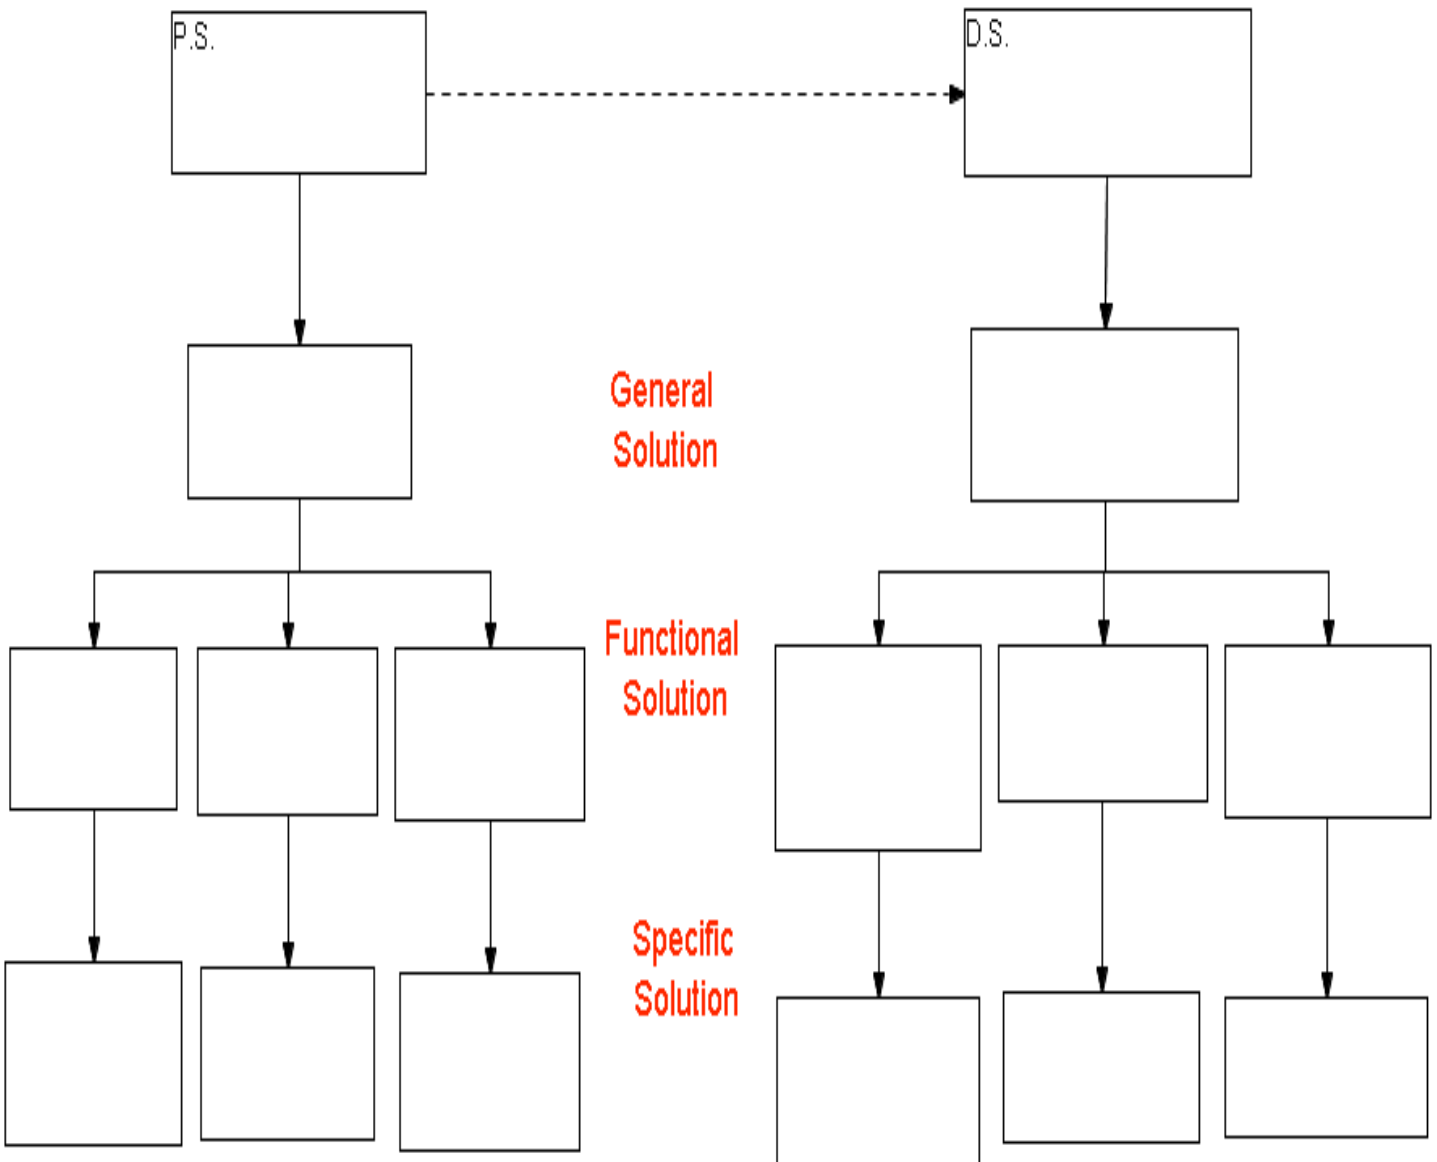 P.S.
D.S.
General
Solution
Functional
Solution
Specific
Solution